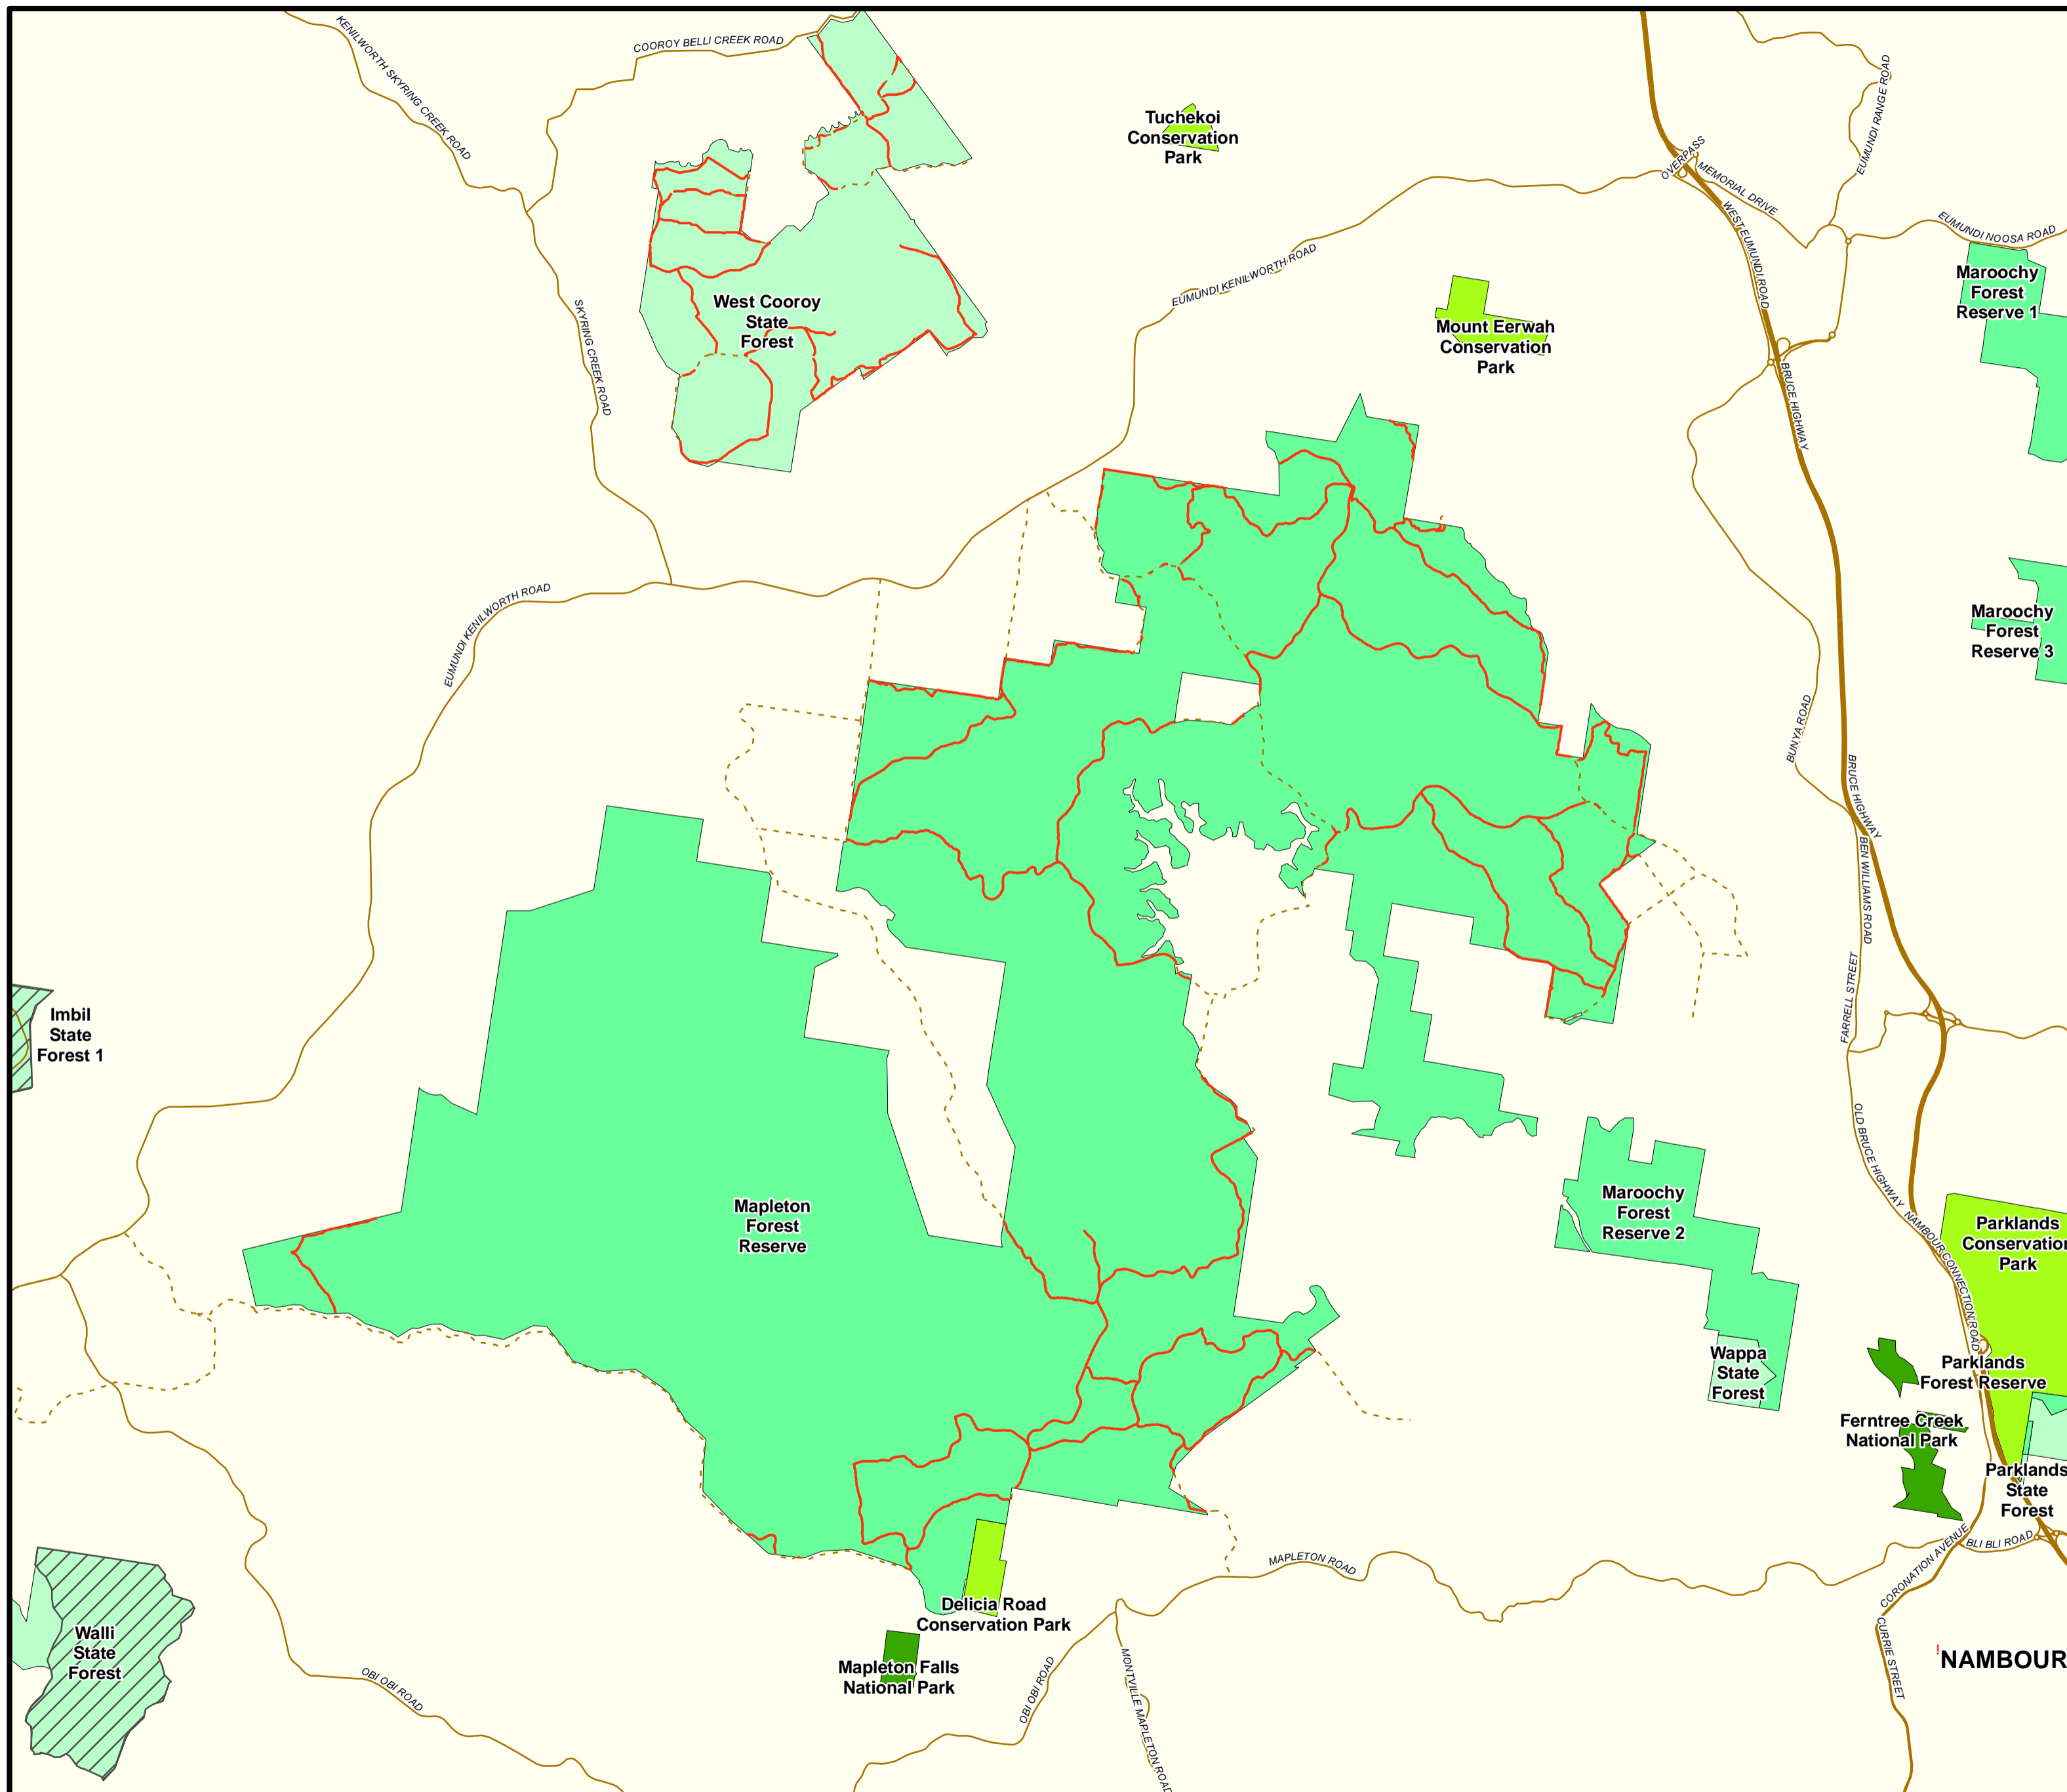 KENILWORTH SKYRING CREEK ROAD
COOROY BELLI CREEK ROAD
EUMUNDI RANGE ROAD
Tuchekoi
Conservation
Park
OVERPASS
MEMORIAL DRIVE
WEST EUMUNDI ROAD
EUMUNDI NOOSA ROAD
EUMUNDI KENILWORTH ROAD
Maroochy
Forest
Reserve 1
West Cooroy
State
Forest
SKYRING CREEK ROAD
Mount Eerwah
Conservation
Park
BRUCE HIGHWAY
EUMUNDI KENILWORTH ROAD
Maroochy
Forest
Reserve 3
BUNYA ROAD
BRUCE HIGHWAY
BEN WILLIAMS ROAD
FARRELL STREET
Imbil
State
Forest 1
OLD BRUCE HIGHWAY
Mapleton
Forest
Reserve
Maroochy
Forest
Reserve 2
NAMBOUR CONNECTION ROAD
Parklands
Conservation
Park
Wappa
State
Forest
Parklands
Forest Reserve
Ferntree Creek
National Park
Parklands
State
Forest
MAPLETON ROAD
BLI BLI ROAD
CORONATION AVENUE
Delicia Road
Conservation Park
Walli
State
Forest
Mapleton Falls
National Park
OBI OBI ROAD
OBI OBI ROAD
MONTVILLE MAPLETON ROAD
CURRIE STREET
NAMBOUR